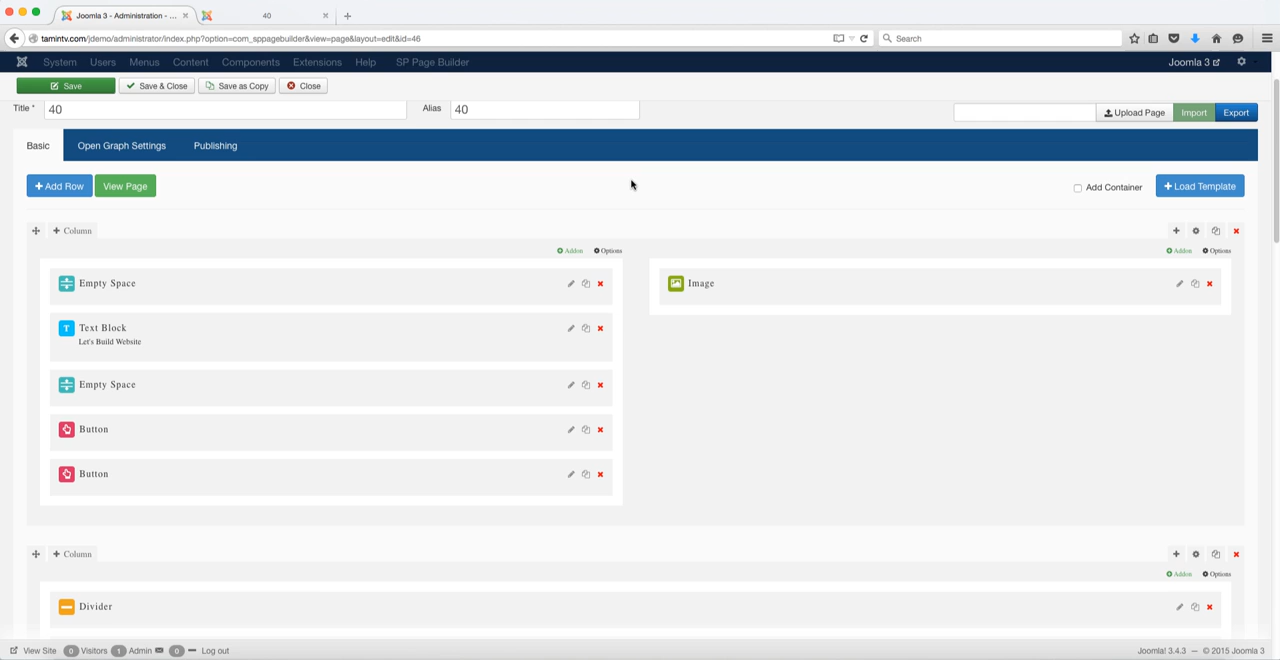 Joomla 3 - Administration - ...
40
tamintv.com/jdemo/administrator/index.php?option=com_sppagebuilder&view=page&layout=edit&id=46
Search
System Users Menus Content Components Extensions Help SP Page Builder
Joomla 3
Save Save & Close Save as Copy Close
Title * 40 Alias 40
Upload Page Import Export
Basic Open Graph Settings Publishing
Add Row View Page
Add Container Load Template
Column
Addon Options
Addon Options
Empty Space
Image
Text Block
Let's Build Website
Empty Space
Button
Button
Column
Addon Options
Divider
View Site 0 Visitors 1 Admin 0 Log out
Joomla! 3.4.3 — © 2015 Joomla 3